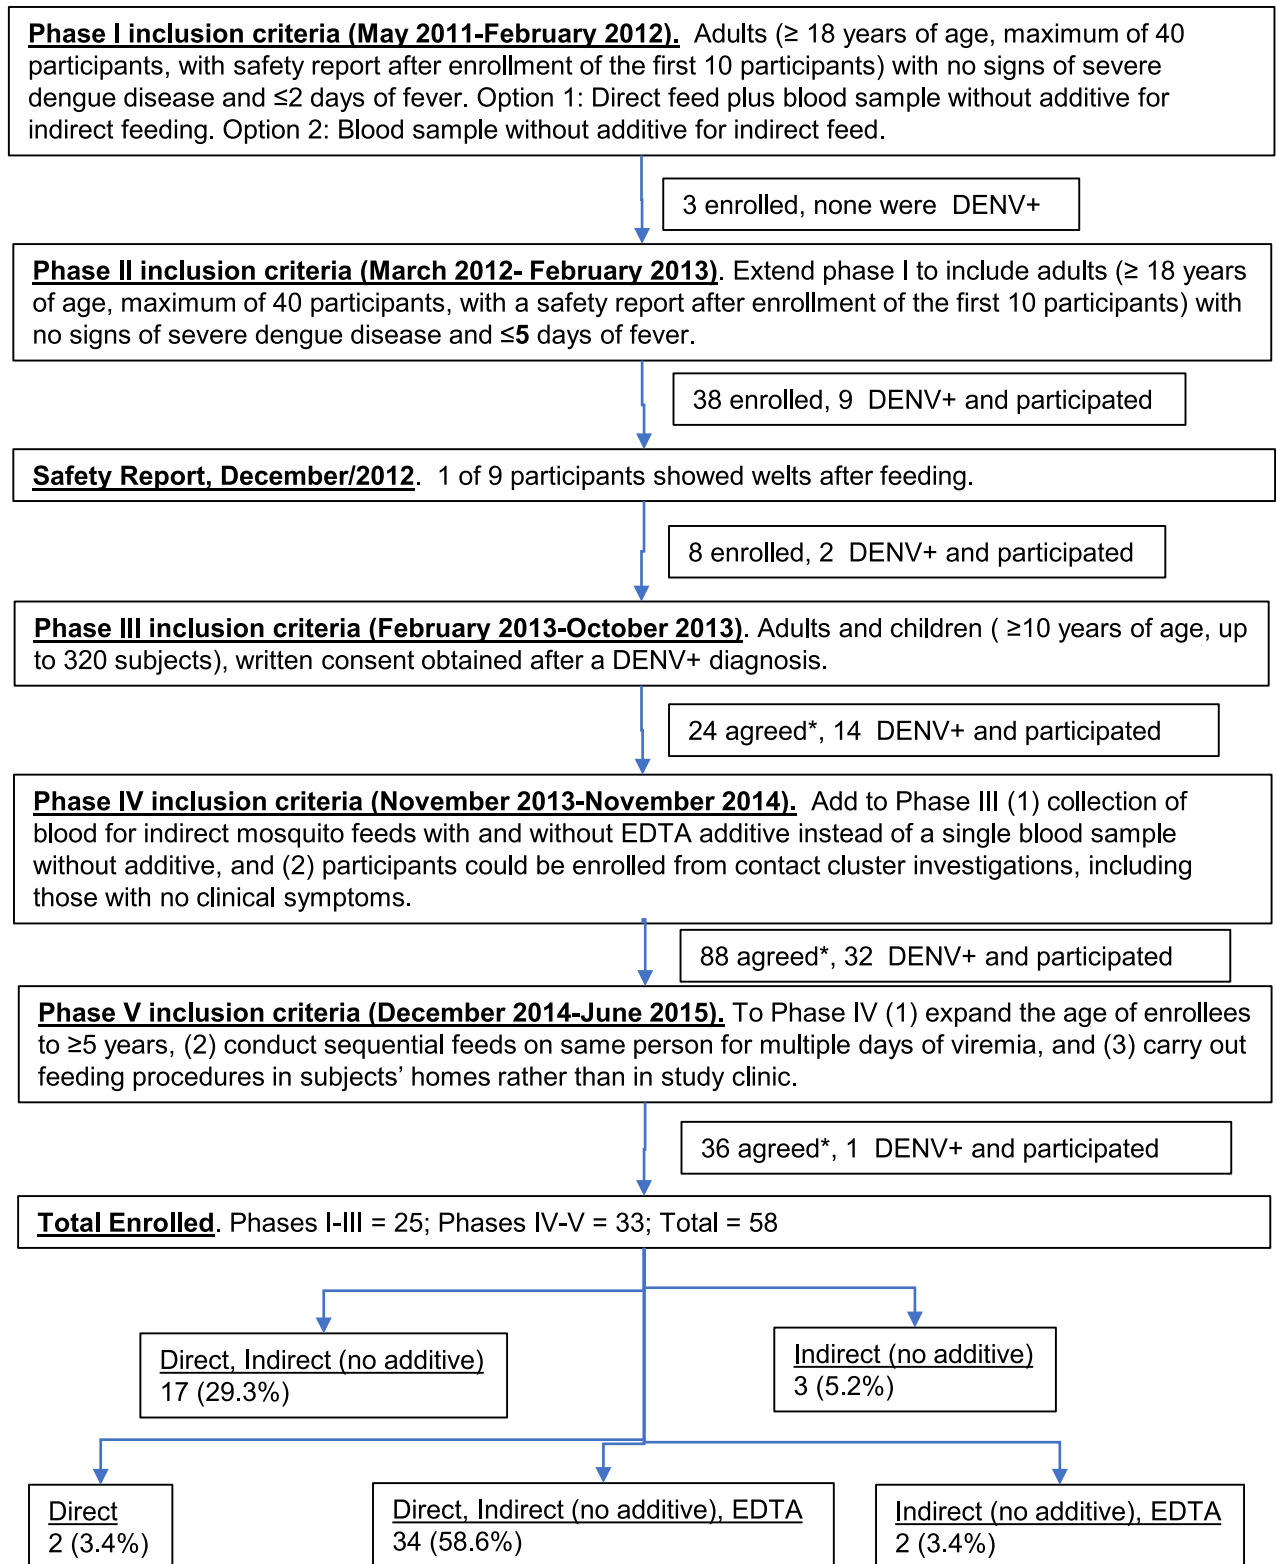 Phase I inclusion criteria (May 2011-February 2012). Adults (≥ 18 years of age, maximum of 40
participants, with safety report after enrollment of the first 10 participants) with no signs of severe
dengue disease and ≤2 days of fever. Option 1: Direct feed plus blood sample without additive for
indirect feeding. Option 2: Blood sample without additive for indirect feed.
3 enrolled, none were DENV+
Phase II inclusion criteria (March 2012- February 2013). Extend phase I to include adults (≥ 18 years
of age, maximum of 40 participants, with a safety report after enrollment of the first 10 participants) with
no signs of severe dengue disease and ≤5 days of fever.
38 enrolled, 9 DENV+ and participated
Safety Report, December/2012. 1 of 9 participants showed welts after feeding.
8 enrolled, 2 DENV+ and participated
Phase III inclusion criteria (February 2013-October 2013). Adults and children ( ≥10 years of age, up
to 320 subjects), written consent obtained after a DENV+ diagnosis.
24 agreed*, 14 DENV+ and participated
Phase IV inclusion criteria (November 2013-November 2014). Add to Phase III (1) collection of
blood for indirect mosquito feeds with and without EDTA additive instead of a single blood sample
without additive, and (2) participants could be enrolled from contact cluster investigations, including
those with no clinical symptoms.
88 agreed*, 32 DENV+ and participated
Phase V inclusion criteria (December 2014-June 2015). To Phase IV (1) expand the age of enrollees
to ≥5 years, (2) conduct sequential feeds on same person for multiple days of viremia, and (3) carry out
feeding procedures in subjects' homes rather than in study clinic.
36 agreed*, 1 DENV+ and participated
Total Enrolled. Phases I-III = 25; Phases IV-V = 33; Total = 58
Direct, Indirect (no additive)
17 (29.3%)
Indirect (no additive)
3 (5.2%)
Direct
2 (3.4%)
Direct, Indirect (no additive), EDTA
34 (58.6%)
Indirect (no additive), EDTA
2 (3.4%)